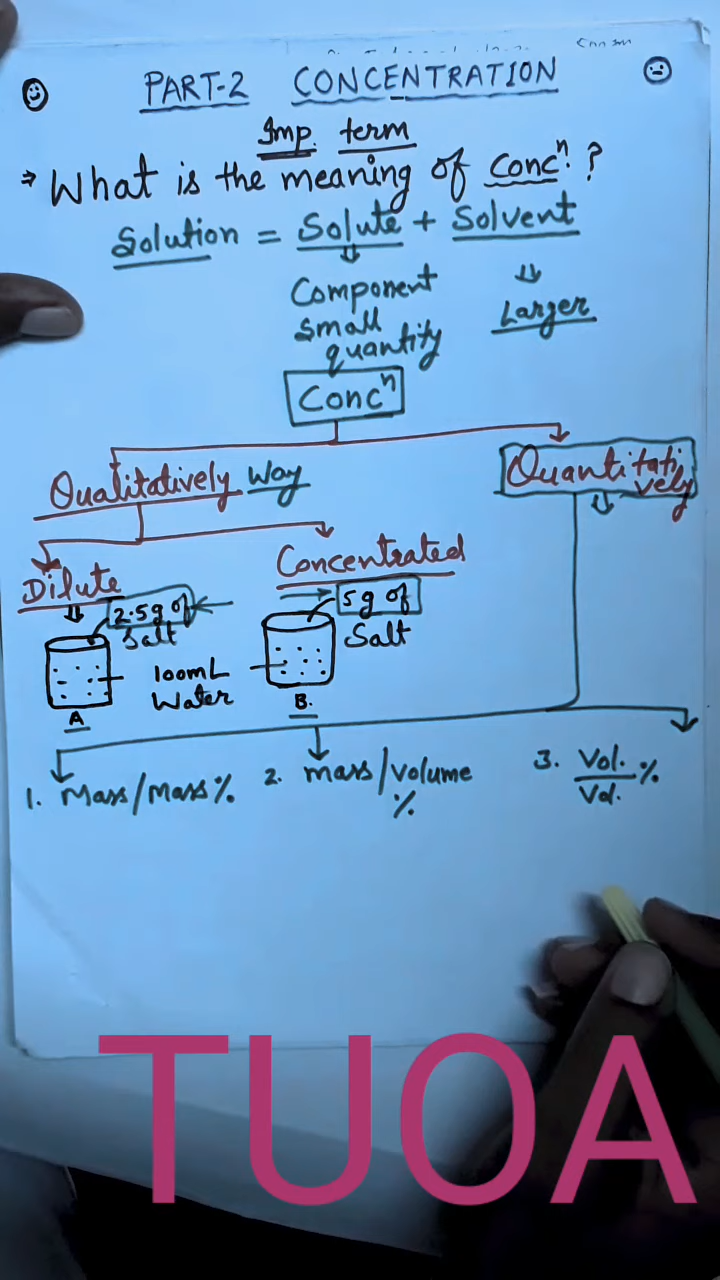 PART-2 CONCENTRATION
Imp. term
⇒ What is the meaning of Concⁿ. ?
Solution = Solute + Solvent
⇓ ⇓
Component Larger
small
quantity
Concⁿ
Qualitatively Way
Quantitatively
Dilute
Concentrated
2.5g of
Salt
5g of
Salt
100mL
Water
A
B.
1. Mass/Mass %
2. mass/volume
%
3. Vol. %
Vol.
TUOA